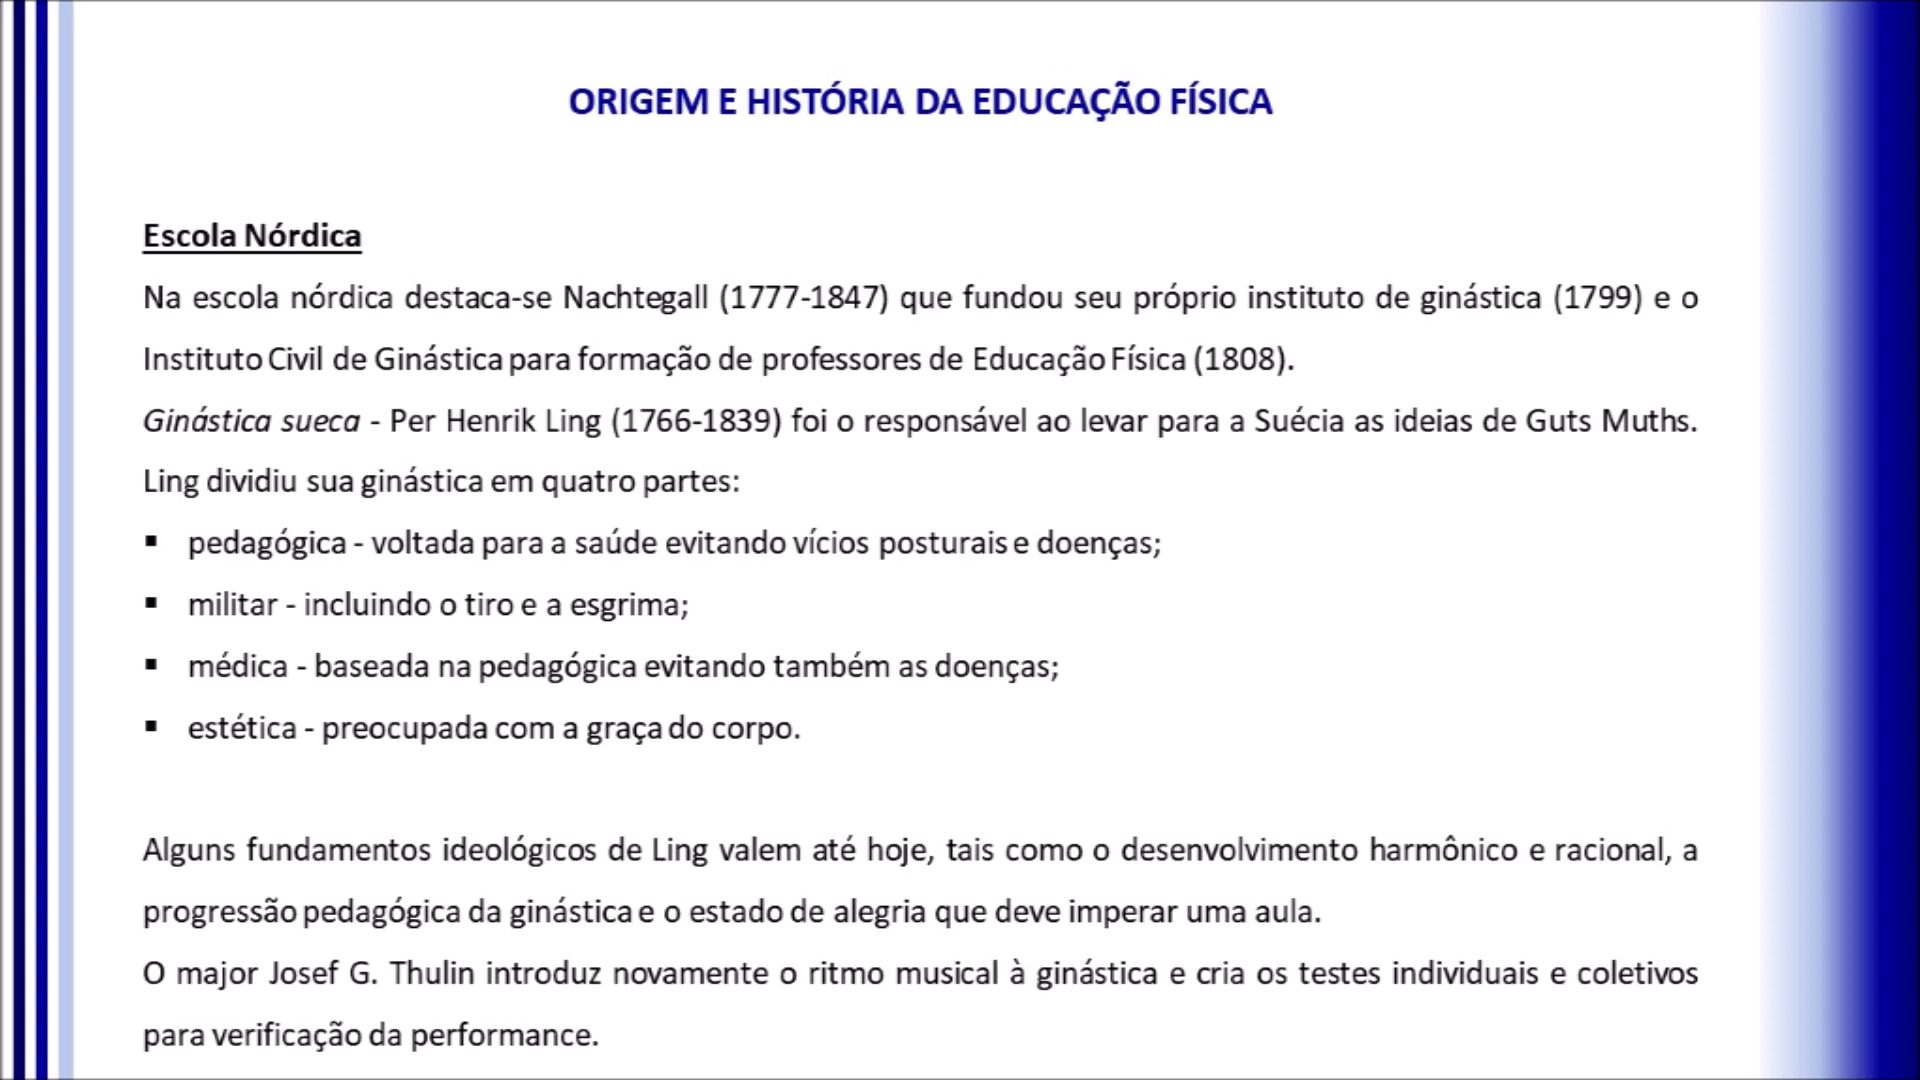 ORIGEM E HISTÓRIA DA EDUCAÇÃO FÍSICA
Escola Nórdica
Na escola nórdica destaca-se Nachtegall (1777-1847) que fundou seu próprio instituto de ginástica (1799) e o
Instituto Civil de Ginástica para formação de professores de Educação Física (1808).
Ginástica sueca - Per Henrik Ling (1766-1839) foi o responsável ao levar para a Suécia as ideias de Guts Muths.
Ling dividiu sua ginástica em quatro partes:
▪ pedagógica - voltada para a saúde evitando vícios posturais e doenças;
▪ militar - incluindo o tiro e a esgrima;
▪ médica - baseada na pedagógica evitando também as doenças;
▪ estética - preocupada com a graça do corpo.
Alguns fundamentos ideológicos de Ling valem até hoje, tais como o desenvolvimento harmônico e racional, a
progressão pedagógica da ginástica e o estado de alegria que deve imperar uma aula.
O major Josef G. Thulin introduz novamente o ritmo musical à ginástica e cria os testes individuais e coletivos
para verificação da performance.